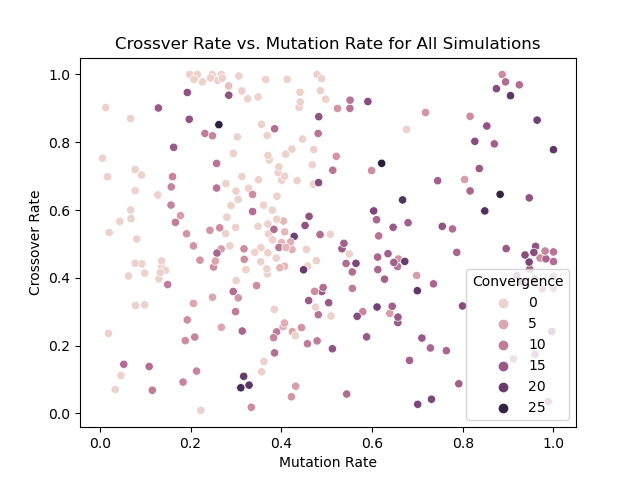 Crossver Rate vs. Mutation Rate for All Simulations
1.0
0.8
0.6
0.4
0.2
0.0
Crossover Rate
Convergence
0
5
10
15
20
25
0.0 0.2 0.4 0.6 0.8 1.0
Mutation Rate